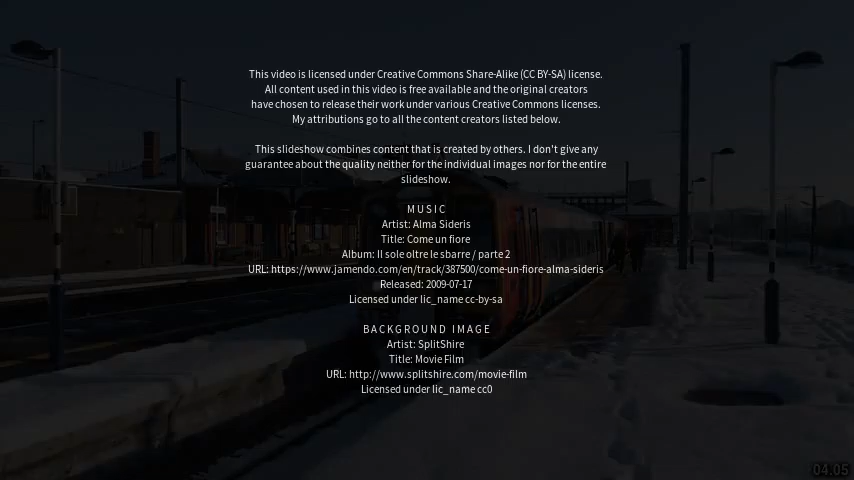 This video is licensed under Creative Commons Share-Alike (CC BY-SA) license.
All content used in this video is free available and the original creators
have chosen to release their work under various Creative Commons licenses.
My attributions go to all the content creators listed below.
This slideshow combines content that is created by others. I don't give any
guarantee about the quality neither for the individual images nor for the entire
slideshow.
MUSIC
Artist: Alma Sideris
Title: Come un fiore
Album: Il sole oltre le sbarre / parte 2
URL: https://www.jamendo.com/en/track/387500/come-un-fiore-alma-sideris
Released: 2009-07-17
Licensed under lic_name cc-by-sa
BACKGROUND IMAGE
Artist: SplitShire
Title: Movie Film
URL: http://www.splitshire.com/movie-film
Licensed under lic_name cc0
04.05